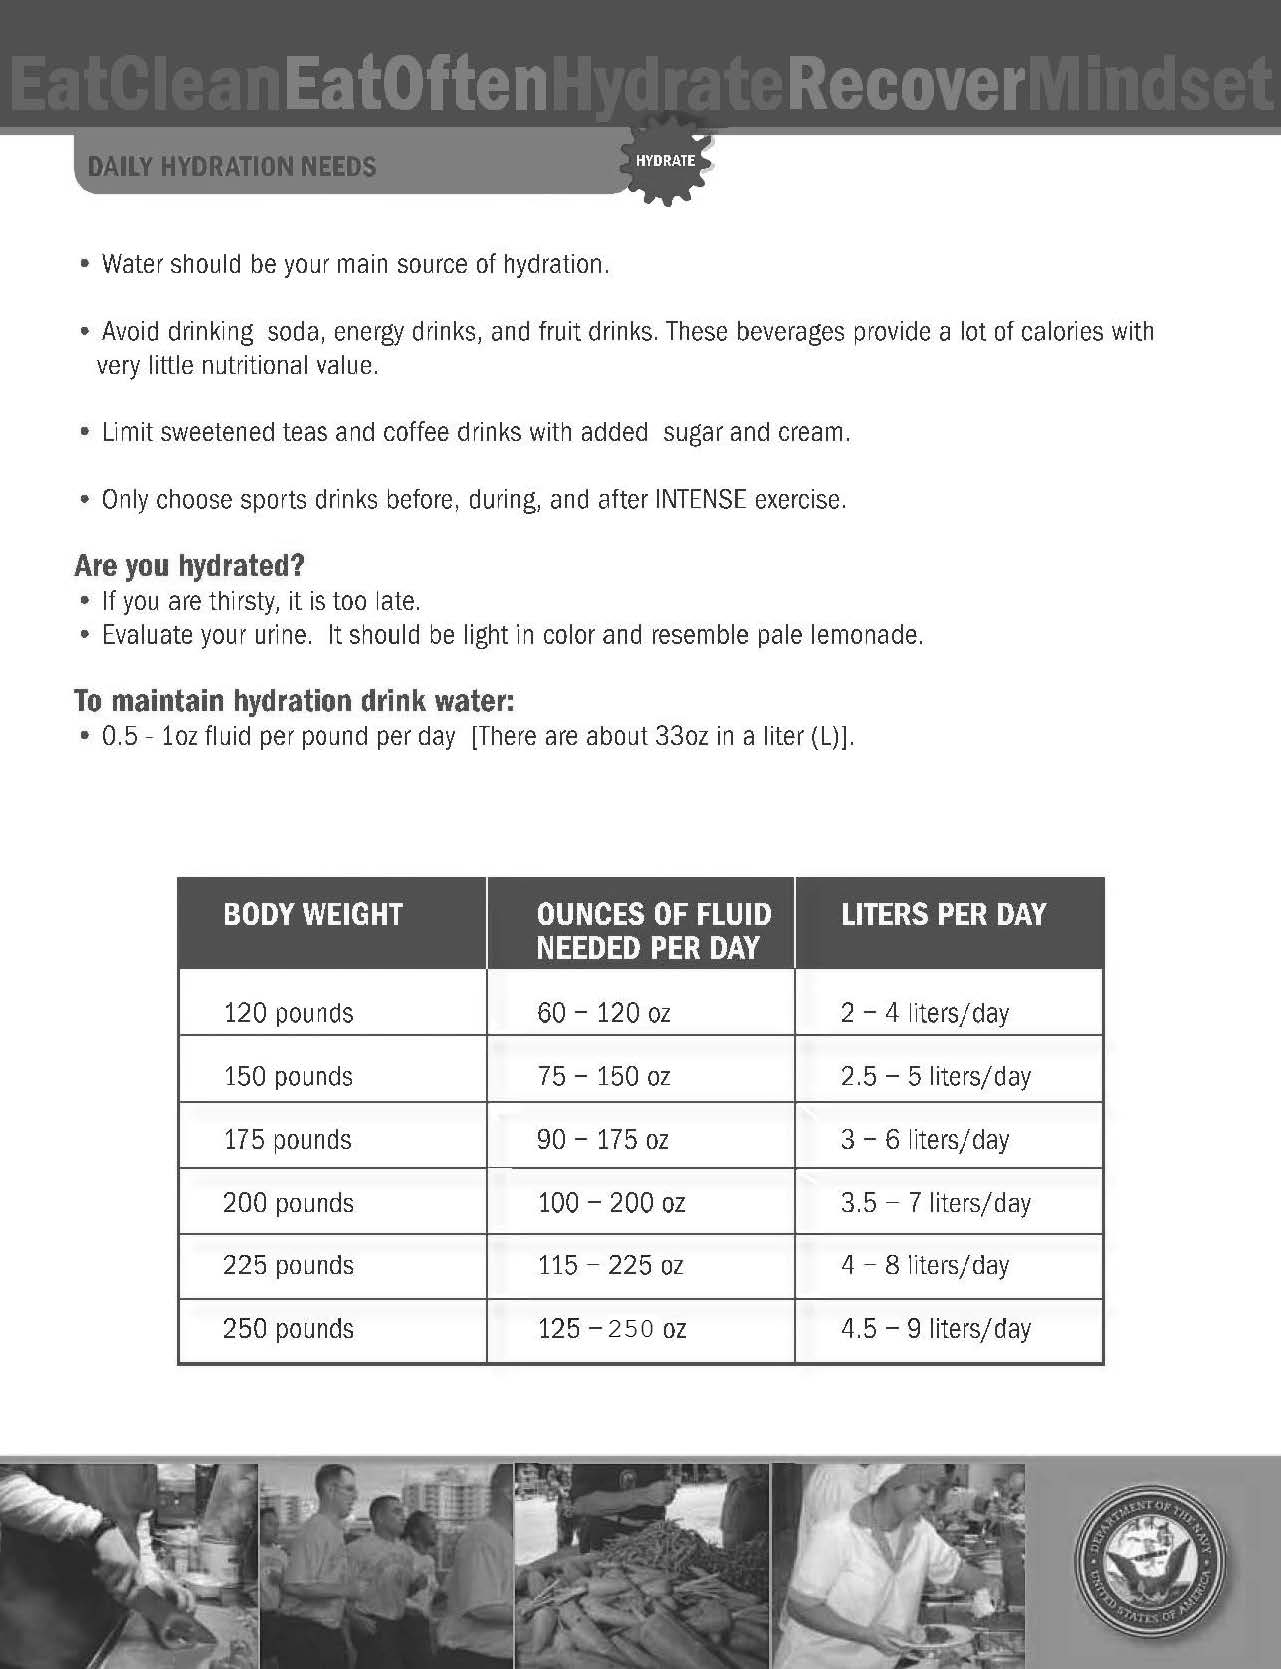 EatCleanEatOftenHydrateRecoverMindset
DAILY HYDRATION NEEDS
HYDRATE
• Water should be your main source of hydration.
• Avoid drinking soda, energy drinks, and fruit drinks. These beverages provide a lot of calories with
very little nutritional value.
• Limit sweetened teas and coffee drinks with added sugar and cream.
• Only choose sports drinks before, during, and after INTENSE exercise.
Are you hydrated?
• If you are thirsty, it is too late.
• Evaluate your urine. It should be light in color and resemble pale lemonade.
To maintain hydration drink water:
• 0.5 - 1oz fluid per pound per day [There are about 33oz in a liter (L)].
BODY WEIGHT OUNCES OF FLUID LITERS PER DAY
NEEDED PER DAY
120 pounds 60 – 120 oz 2 – 4 liters/day
150 pounds 75 – 150 oz 2.5 – 5 liters/day
175 pounds 90 – 175 oz 3 – 6 liters/day
200 pounds 100 – 200 oz 3.5 – 7 liters/day
225 pounds 115 – 225 oz 4 – 8 liters/day
250 pounds 125 –250 oz 4.5 – 9 liters/day
DEPARTMENT OF THE NAVY
UNITED STATES OF AMERICA